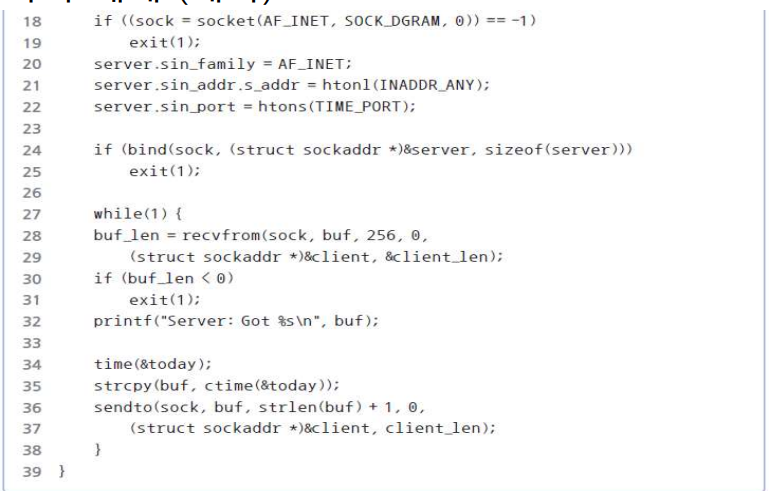 18 if ((sock = socket(AF_INET, SOCK_DGRAM, 0)) == -1)
19 exit(1);
20 server.sin_family = AF_INET;
21 server.sin_addr.s_addr = htonl(INADDR_ANY);
22 server.sin_port = htons(TIME_PORT);
23
24 if (bind(sock, (struct sockaddr *)&server, sizeof(server)))
25 exit(1);
26
27 while(1) {
28 buf_len = recvfrom(sock, buf, 256, 0,
29 (struct sockaddr *)&client, &client_len);
30 if (buf_len < 0)
31 exit(1);
32 printf("Server: Got %s\n", buf);
33
34 time(&today);
35 strcpy(buf, ctime(&today));
36 sendto(sock, buf, strlen(buf) + 1, 0,
37 (struct sockaddr *)&client, client_len);
38 }
39 }